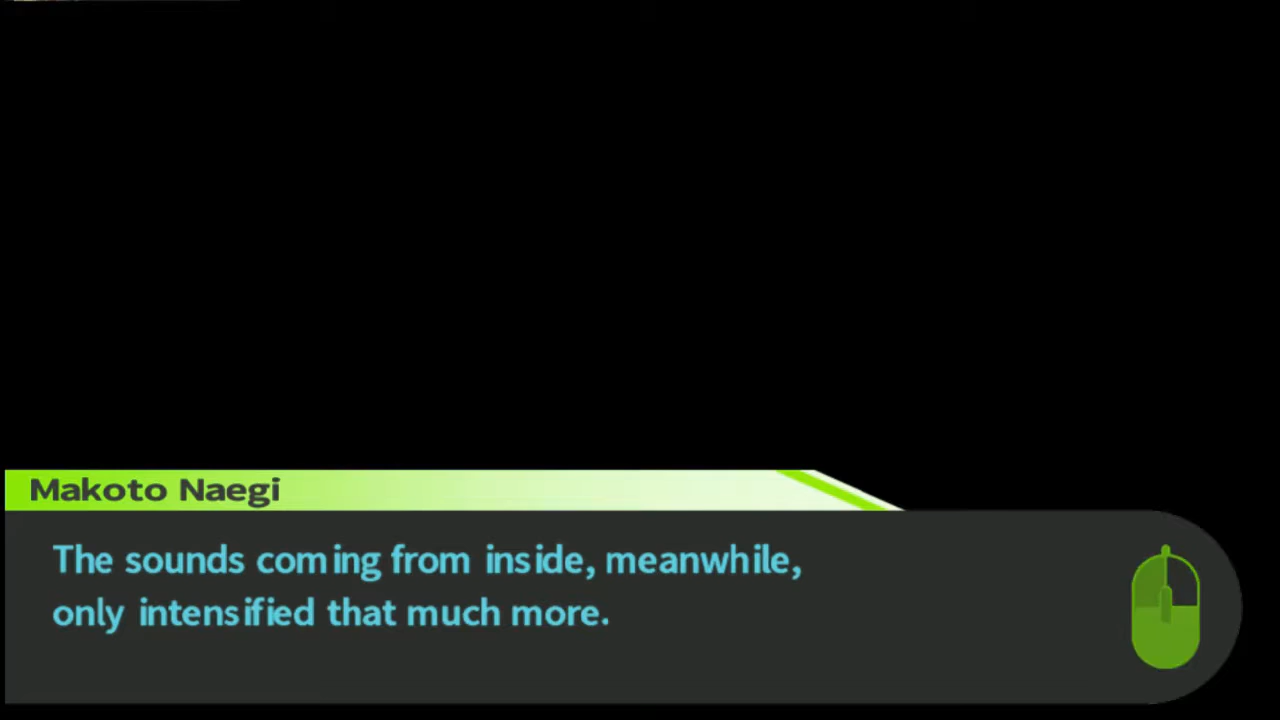 Makoto Naegi
The sounds coming from inside, meanwhile,
only intensified that much more.